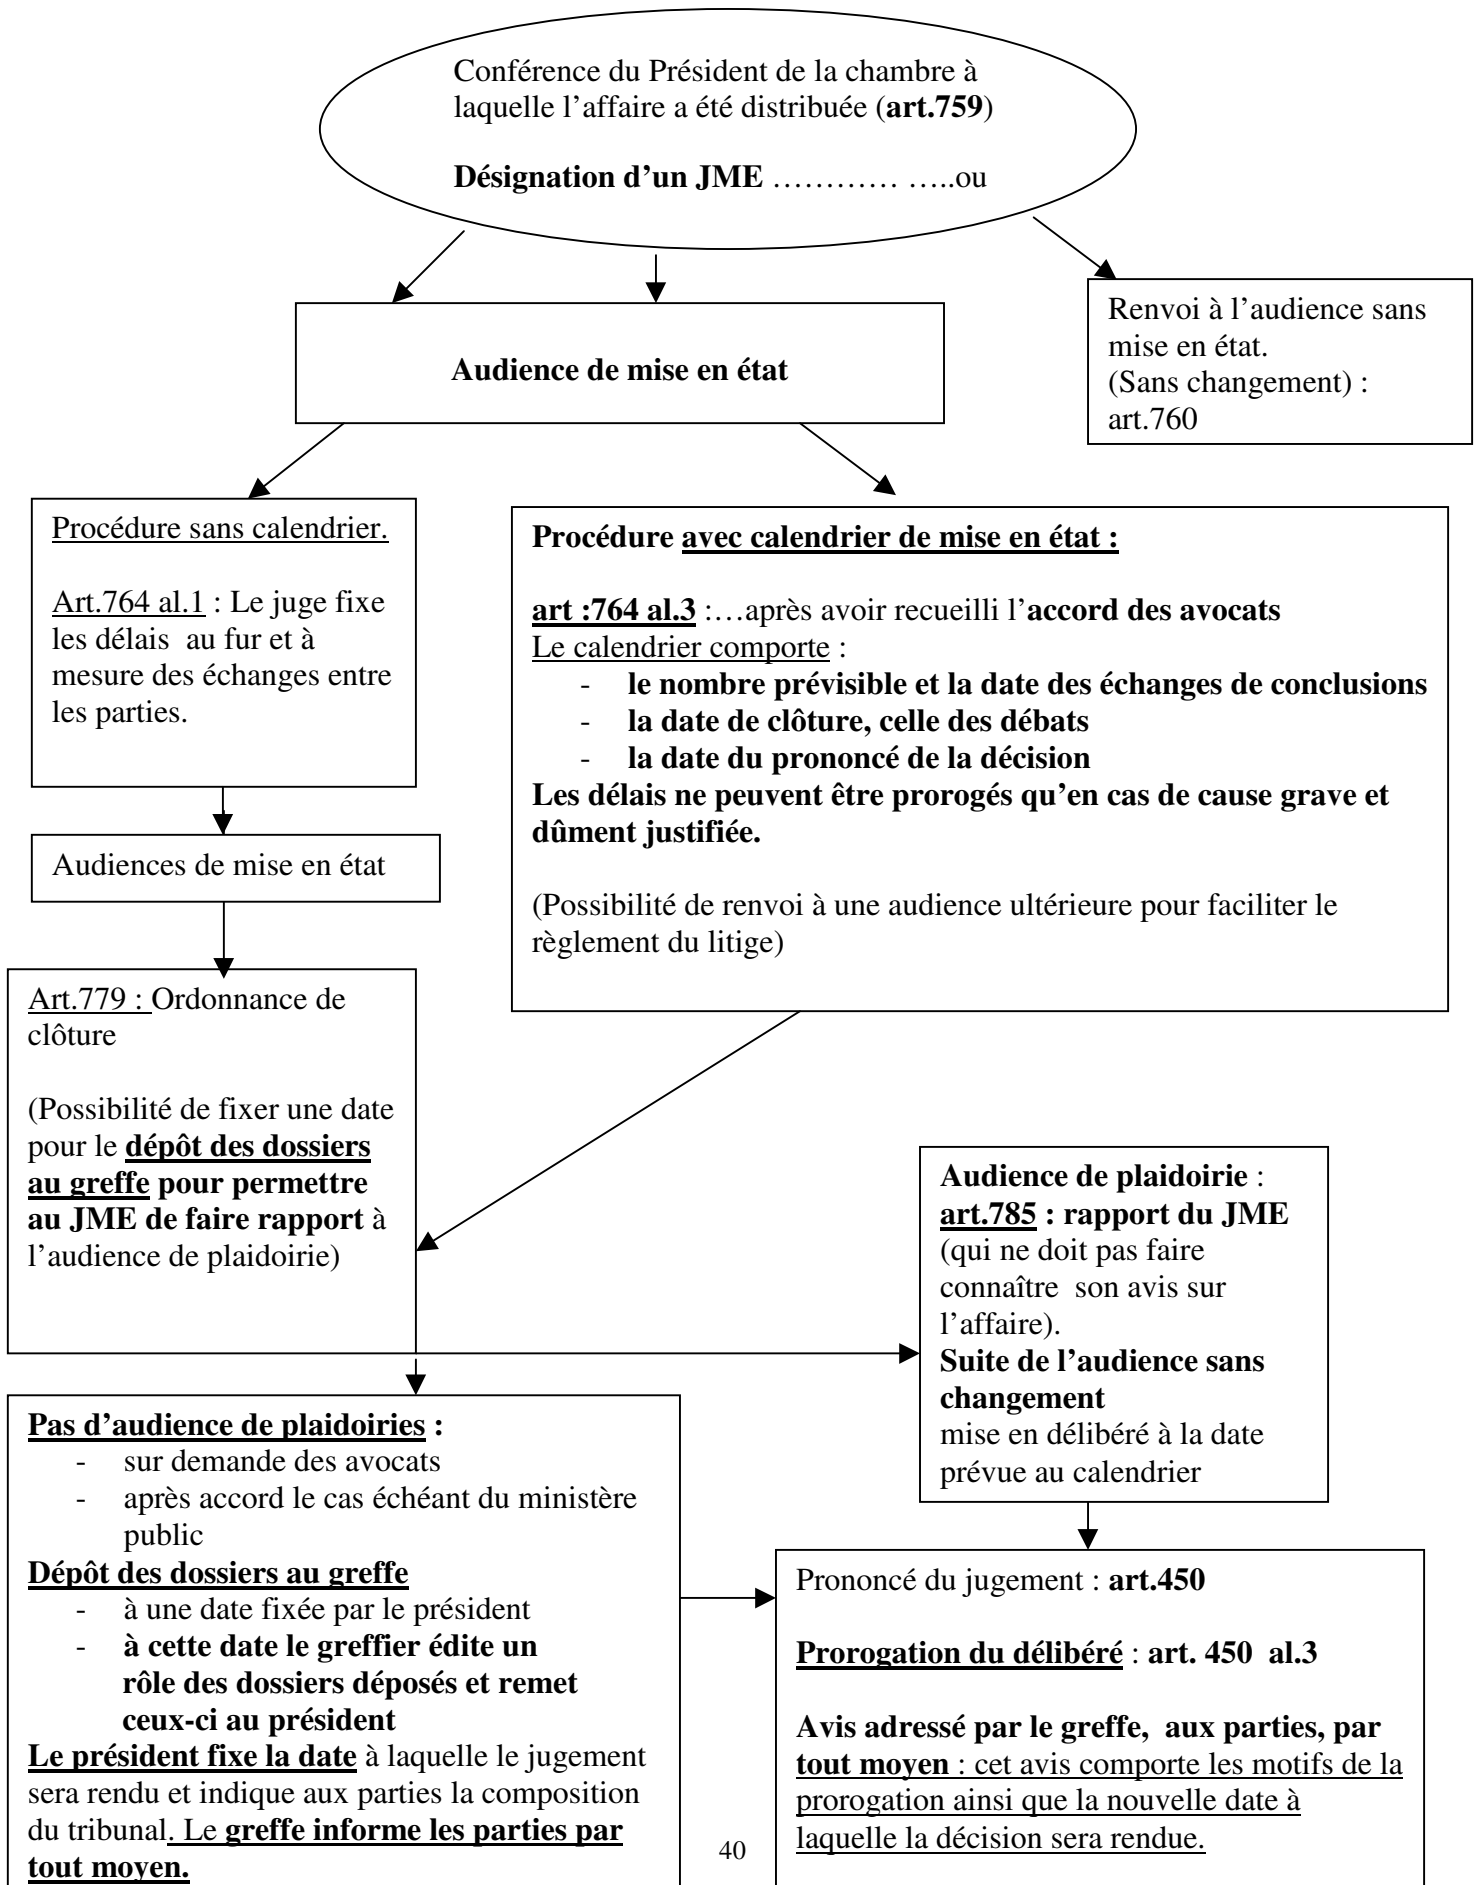 Conférence du Président de la chambre à
laquelle l’affaire a été distribuée (art.759)
Désignation d’un JME ………… …..ou
Renvoi à l’audience sans
mise en état.
(Sans changement) :
art.760
Audience de mise en état
Procédure sans calendrier.
Art.764 al.1 : Le juge fixe
les délais  au fur et à
mesure des échanges entre
les parties.
Procédure avec calendrier de mise en état :
art :764 al.3 :…après avoir recueilli l’accord des avocats
Le calendrier comporte :
- le nombre prévisible et la date des échanges de conclusions
- la date de clôture, celle des débats
- la date du prononcé de la décision
Les délais ne peuvent être prorogés qu’en cas de cause grave et
dûment justifiée.
(Possibilité de renvoi à une audience ultérieure pour faciliter le
règlement du litige)
Audiences de mise en état
Art.779 : Ordonnance de
clôture
(Possibilité de fixer une date
pour le dépôt des dossiers
au greffe pour permettre
au JME de faire rapport à
l’audience de plaidoirie)
Audience de plaidoirie :
art.785 : rapport du JME
(qui ne doit pas faire
connaître  son avis sur
l’affaire).
Suite de l’audience sans
changement
mise en délibéré à la date
prévue au calendrier
Pas d’audience de plaidoiries :
- sur demande des avocats
- après accord le cas échéant du ministère
public
Dépôt des dossiers au greffe
- à une date fixée par le président
- à cette date le greffier édite un
rôle des dossiers déposés et remet
ceux-ci au président
Le président fixe la date à laquelle le jugement
sera rendu et indique aux parties la composition
du tribunal. Le greffe informe les parties par
tout moyen.
Prononcé du jugement : art.450
Prorogation du délibéré : art. 450  al.3
Avis adressé par le greffe,  aux parties, par
tout moyen : cet avis comporte les motifs de la
prorogation ainsi que la nouvelle date à
laquelle la décision sera rendue.
40